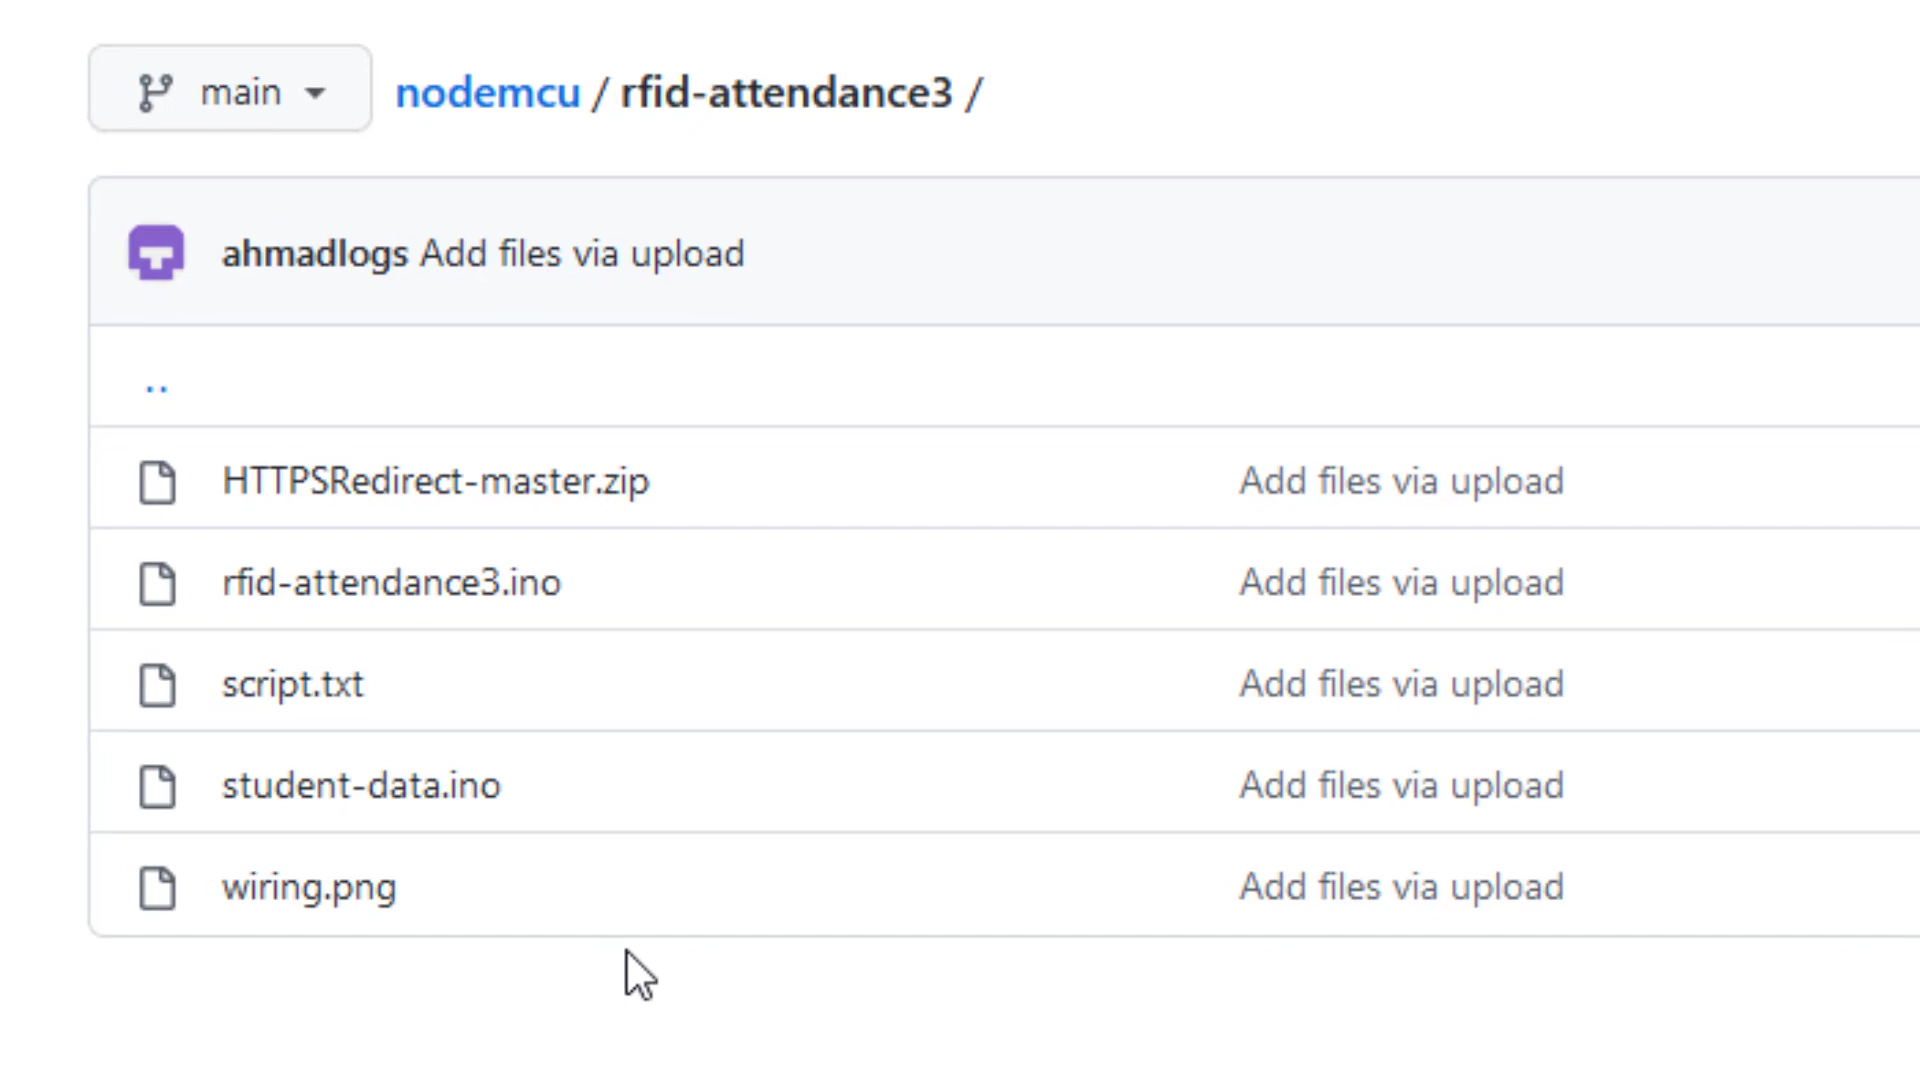 main nodemcu / rfid-attendance3 /
ahmadlogs Add files via upload
..
HTTPSRedirect-master.zip Add files via upload
rfid-attendance3.ino Add files via upload
script.txt Add files via upload
student-data.ino Add files via upload
wiring.png Add files via upload